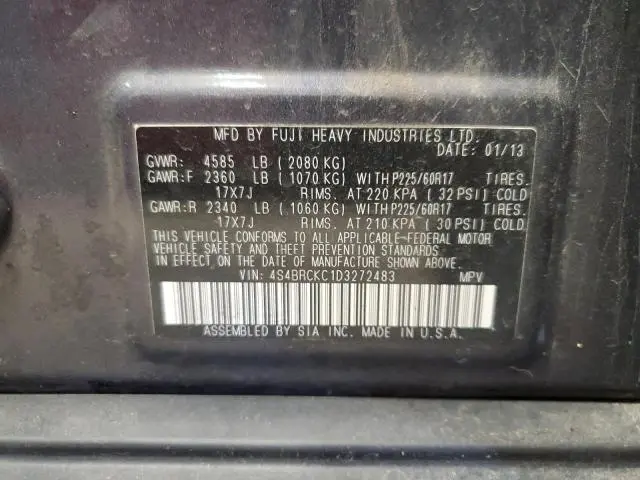 MFD BY FUJI HEAVY INDUSTRIES LTD.
DATE: 01/13
GVWR: 4585 LB (2080 KG)
GAWR:F 2360 LB (1070 KG) WITH P225/60R17 TIRES.
17X7J RIMS. AT 220 KPA (32 PSI) COLD
GAWR:R 2340 LB (1060 KG) WITH P225/60R17 TIRES.
17X7J RIMS. AT 210 KPA (30 PSI) COLD.
THIS VEHICLE CONFORMS TO ALL APPLICABLE-FEDERAL MOTOR
VEHICLE SAFETY AND THEFT PREVENTION STANDARDS IN
EFFECT ON THE DATE OF MANUFACTURE SHOWN ABOVE.
VIN: 4S4BRCKC1D3272483 MPV
ASSEMBLED BY SIA INC. MADE IN U.S.A.